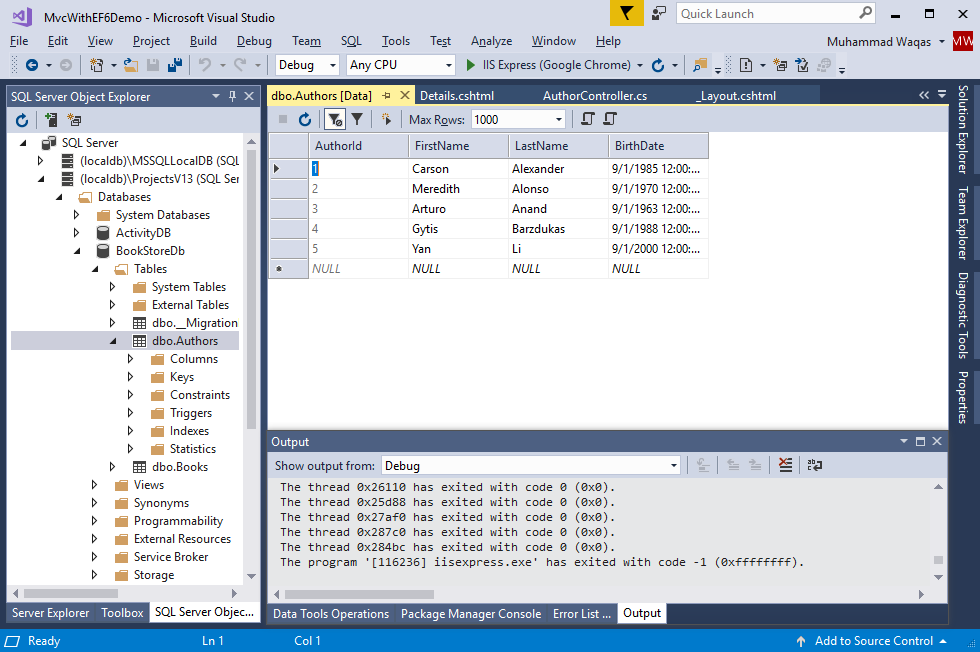 MvcWithEF6Demo - Microsoft Visual Studio
Quick Launch
File Edit View Project Build Debug Team SQL Tools Test Analyze Window Help
Muhammad Waqas MW
Debug Any CPU IIS Express (Google Chrome)
SQL Server Object Explorer
SQL Server
(localdb)\MSSQLLocalDB (SQL
(localdb)\ProjectsV13 (SQL Ser
Databases
System Databases
ActivityDB
BookStoreDb
Tables
System Tables
External Tables
dbo.__Migration
dbo.Authors
Columns
Keys
Constraints
Triggers
Indexes
Statistics
dbo.Books
Views
Synonyms
Programmability
External Resources
Service Broker
Storage
Server Explorer Toolbox SQL Server Objec...
dbo.Authors [Data] Details.cshtml AuthorController.cs _Layout.cshtml
Max Rows: 1000
AuthorId FirstName LastName BirthDate
1 Carson Alexander 9/1/1985 12:00:...
2 Meredith Alonso 9/1/1970 12:00:...
3 Arturo Anand 9/1/1963 12:00:...
4 Gytis Barzdukas 9/1/1988 12:00:...
5 Yan Li 9/1/2000 12:00:...
NULL NULL NULL NULL
Output
Show output from: Debug
The thread 0x26110 has exited with code 0 (0x0).
The thread 0x25d88 has exited with code 0 (0x0).
The thread 0x27af0 has exited with code 0 (0x0).
The thread 0x287c0 has exited with code 0 (0x0).
The thread 0x284bc has exited with code 0 (0x0).
The program '[116236] iisexpress.exe' has exited with code -1 (0xffffffff).
Data Tools Operations Package Manager Console Error List ... Output
Solution Explorer
Team Explorer
Diagnostic Tools
Properties
Ready Ln 1 Col 1 Add to Source Control